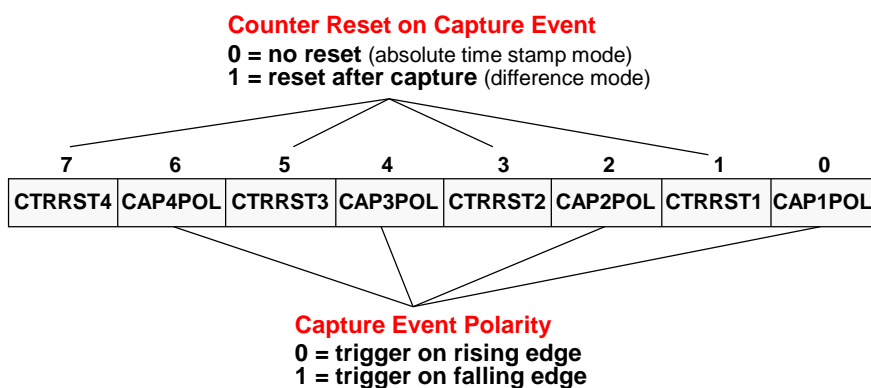 Counter Reset on Capture Event
0 = no reset (absolute time stamp mode)
1 = reset after capture (difference mode)
7 6 5 4 3 2 1 0
CTRRST4 CAP4POL CTRRST3 CAP3POL CTRRST2 CAP2POL CTRRST1 CAP1POL
Capture Event Polarity
0 = trigger on rising edge
1 = trigger on falling edge